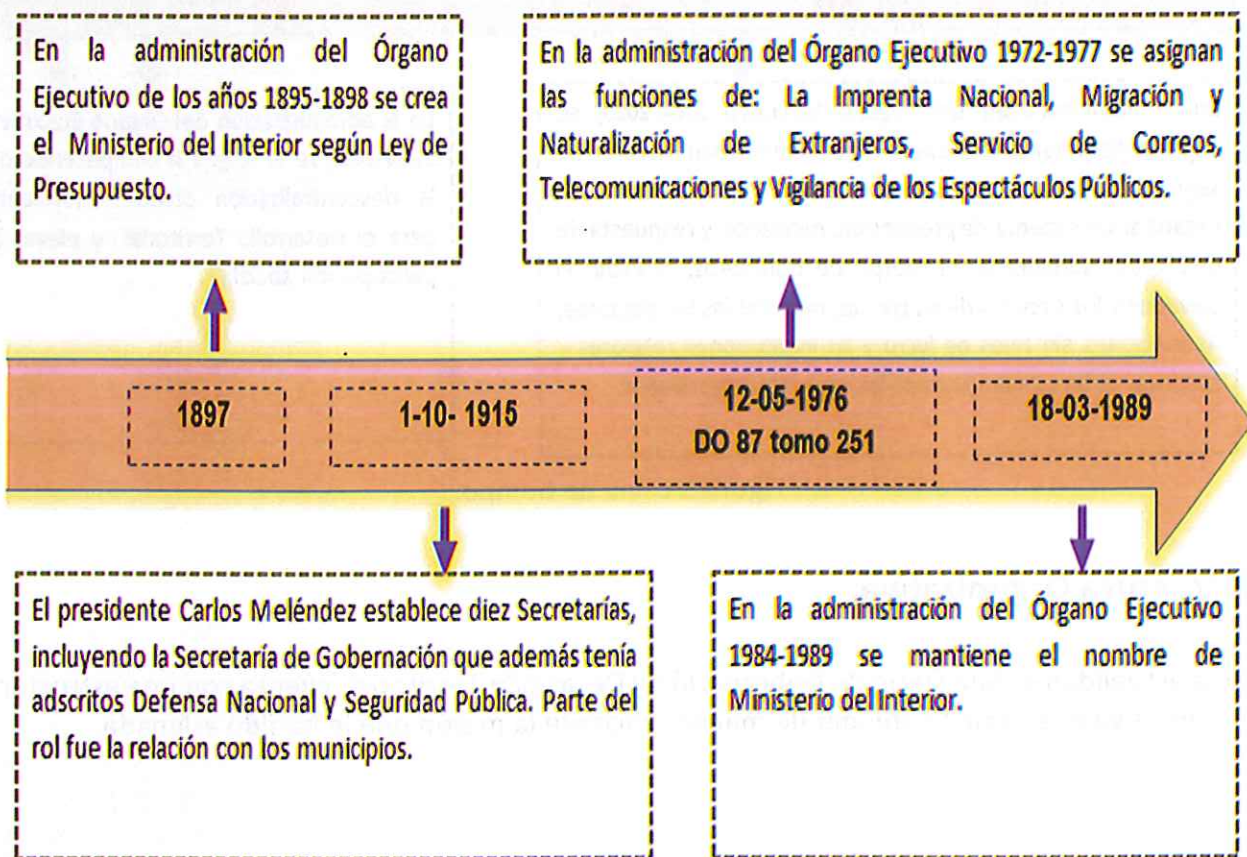 En la administración del Órgano
Ejecutivo de los años 1895-1898 se crea
el Ministerio del Interior según Ley de
Presupuesto.
En la administración del Órgano Ejecutivo 1972-1977 se asignan
las funciones de: La Imprenta Nacional, Migración y
Naturalización de Extranjeros, Servicio de Correos,
Telecomunicaciones y Vigilancia de los Espectáculos Públicos.
1897
1-10- 1915
12-05-1976
DO 87 tomo 251
18-03-1989
El presidente Carlos Meléndez establece diez Secretarías,
incluyendo la Secretaría de Gobernación que además tenía
adscritos Defensa Nacional y Seguridad Pública. Parte del
rol fue la relación con los municipios.
En la administración del Órgano Ejecutivo
1984-1989 se mantiene el nombre de
Ministerio del Interior.